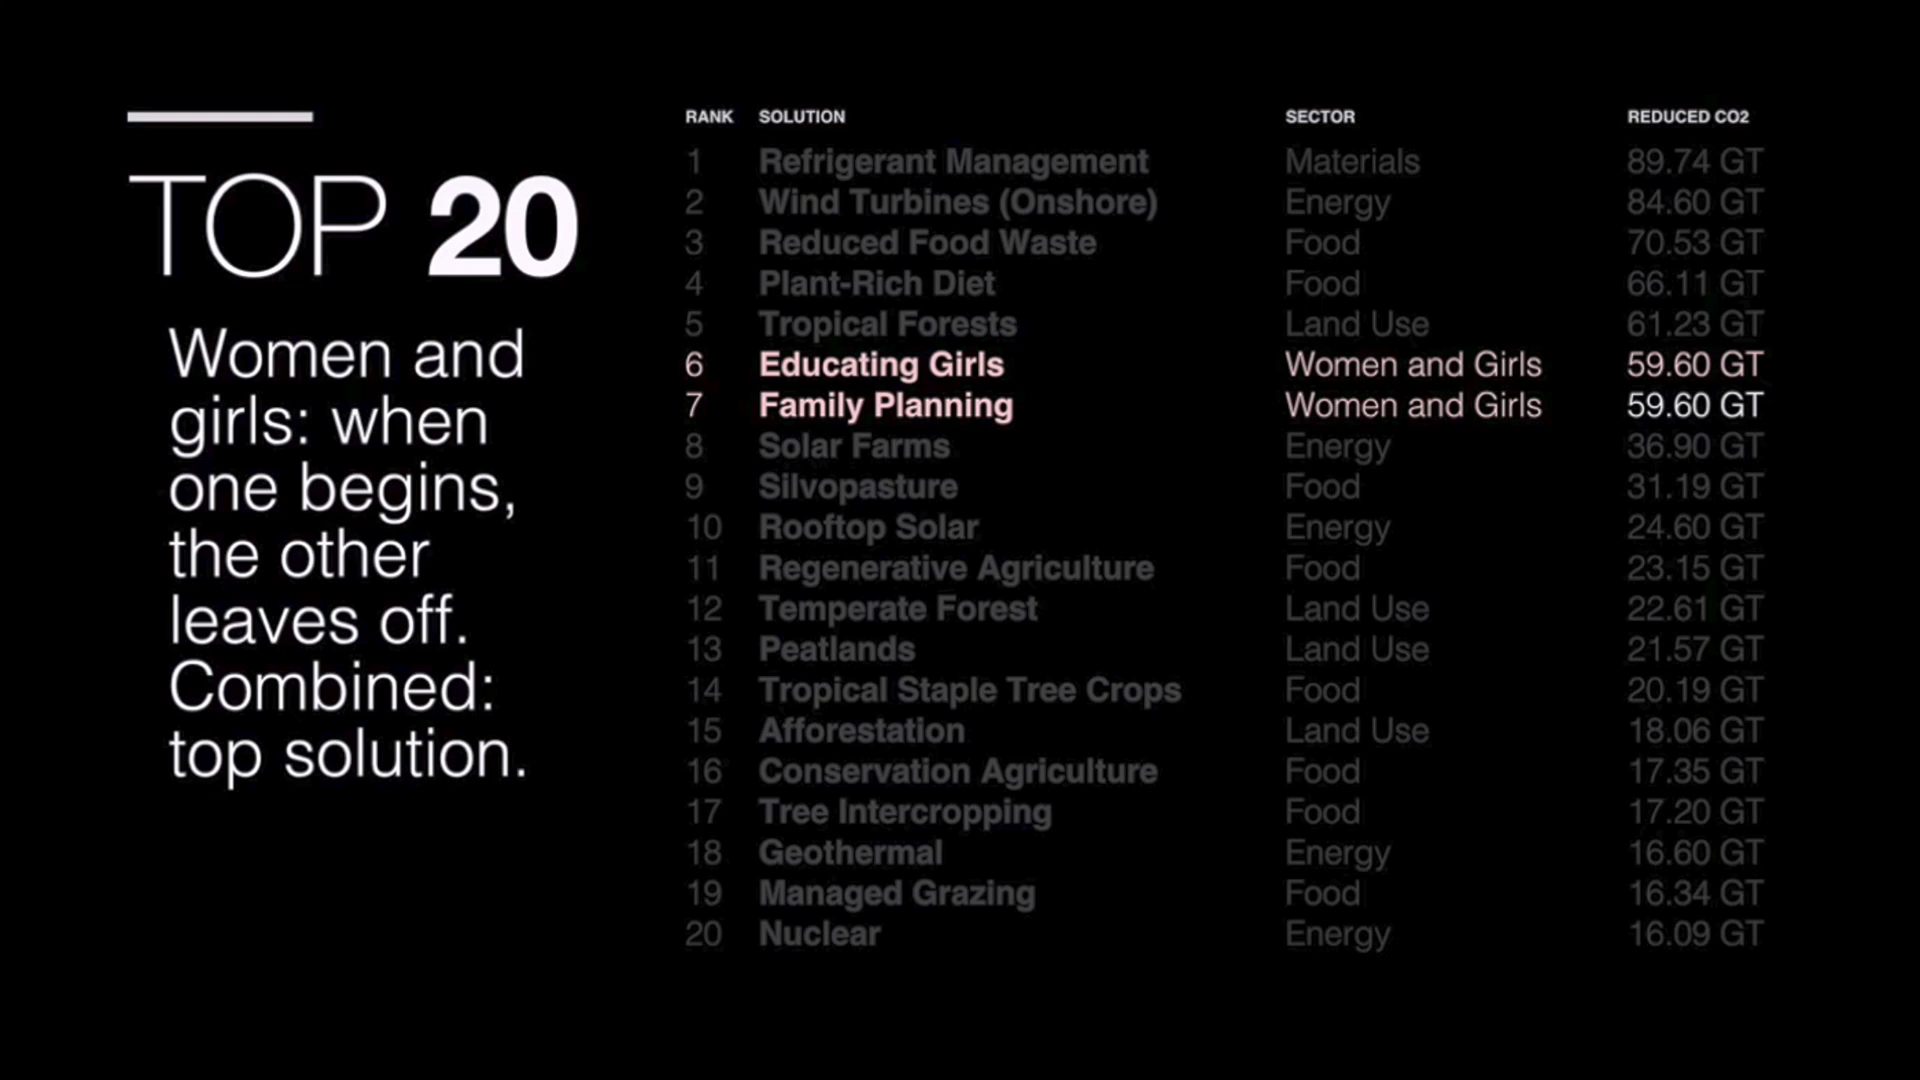 TOP 20
Women and
girls: when
one begins,
the other
leaves off.
Combined:
top solution.
RANK SOLUTION SECTOR REDUCED CO2
1 Refrigerant Management Materials 89.74 GT
2 Wind Turbines (Onshore) Energy 84.60 GT
3 Reduced Food Waste Food 70.53 GT
4 Plant-Rich Diet Food 66.11 GT
5 Tropical Forests Land Use 61.23 GT
6 Educating Girls Women and Girls 59.60 GT
7 Family Planning Women and Girls 59.60 GT
8 Solar Farms Energy 36.90 GT
9 Silvopasture Food 31.19 GT
10 Rooftop Solar Energy 24.60 GT
11 Regenerative Agriculture Food 23.15 GT
12 Temperate Forest Land Use 22.61 GT
13 Peatlands Land Use 21.57 GT
14 Tropical Staple Tree Crops Food 20.19 GT
15 Afforestation Land Use 18.06 GT
16 Conservation Agriculture Food 17.35 GT
17 Tree Intercropping Food 17.20 GT
18 Geothermal Energy 16.60 GT
19 Managed Grazing Food 16.34 GT
20 Nuclear Energy 16.09 GT